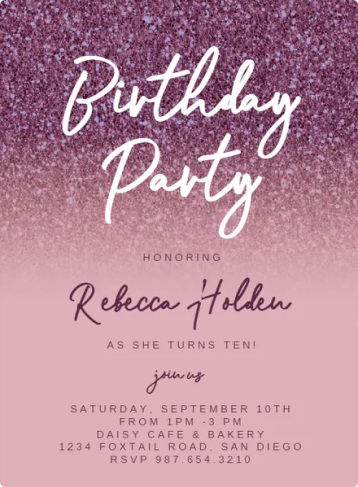 Birthday
Party
HONORING
Rebecca Holden
AS SHE TURNS TEN!
join us
SATURDAY, SEPTEMBER 10TH
FROM 1PM -3 PM
DAISY CAFE & BAKERY
1234 FOXTAIL ROAD, SAN DIEGO
RSVP 987.654.3210